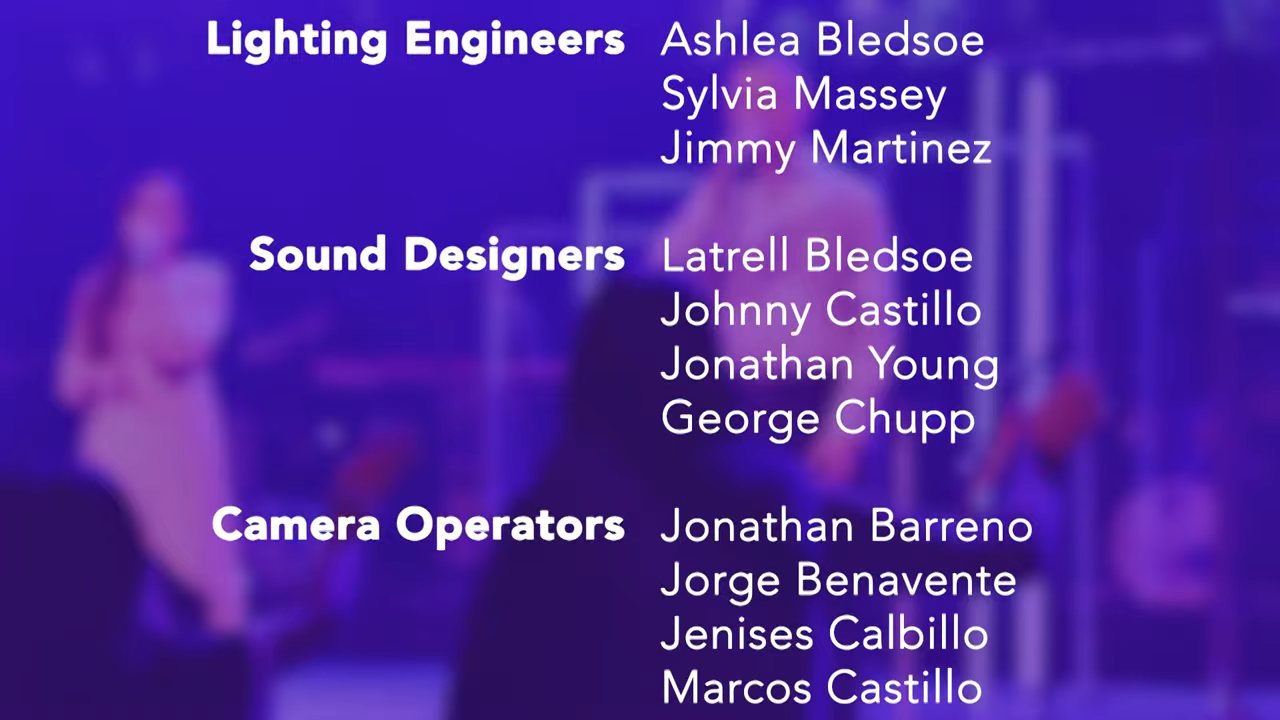 Lighting Engineers Ashlea Bledsoe
Sylvia Massey
Jimmy Martinez
Sound Designers Latrell Bledsoe
Johnny Castillo
Jonathan Young
George Chupp
Camera Operators Jonathan Barreno
Jorge Benavente
Jenises Calbillo
Marcos Castillo